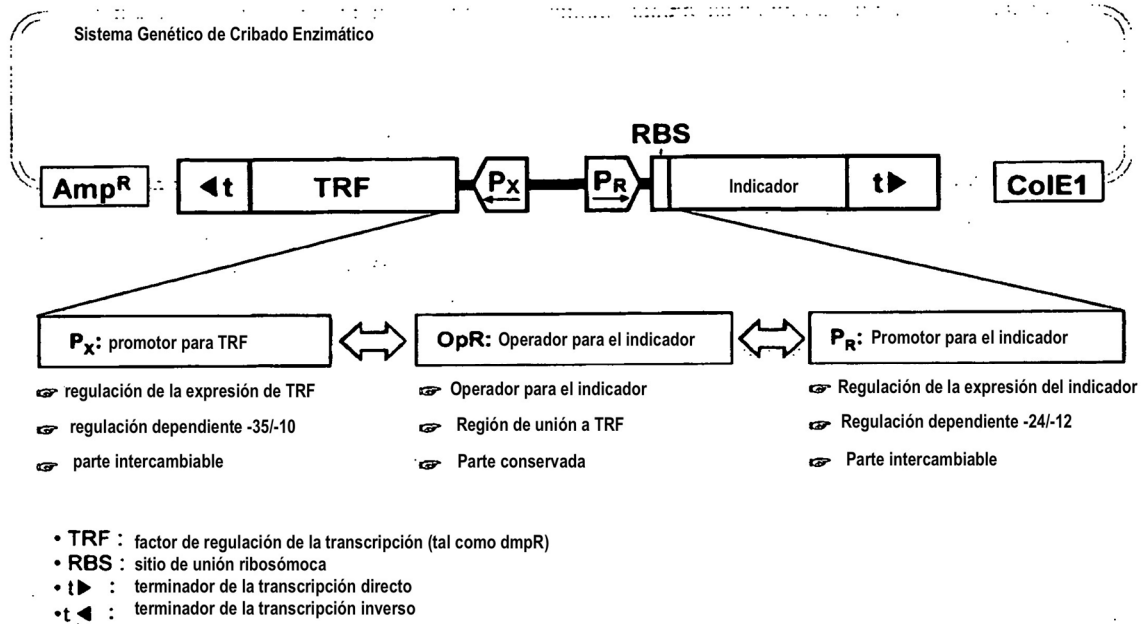 Sistema Genético de Cribado Enzimático
RBS
Amp^R ◀t TRF P_X P_R Indicador t▶ ColE1
P_X: promotor para TRF
OpR: Operador para el indicador
P_R: Promotor para el indicador
☞ regulación de la expresión de TRF
☞ regulación dependiente -35/-10
☞ parte intercambiable
☞ Operador para el indicador
☞ Región de unión a TRF
☞ Parte conservada
☞ Regulación de la expresión del indicador
☞ Regulación dependiente -24/-12
☞ Parte intercambiable
• TRF : factor de regulación de la transcripción (tal como dmpR)
• RBS : sitio de unión ribosómoca
• t▶ : terminador de la transcripción directo
•t ◀ : terminador de la transcripción inverso